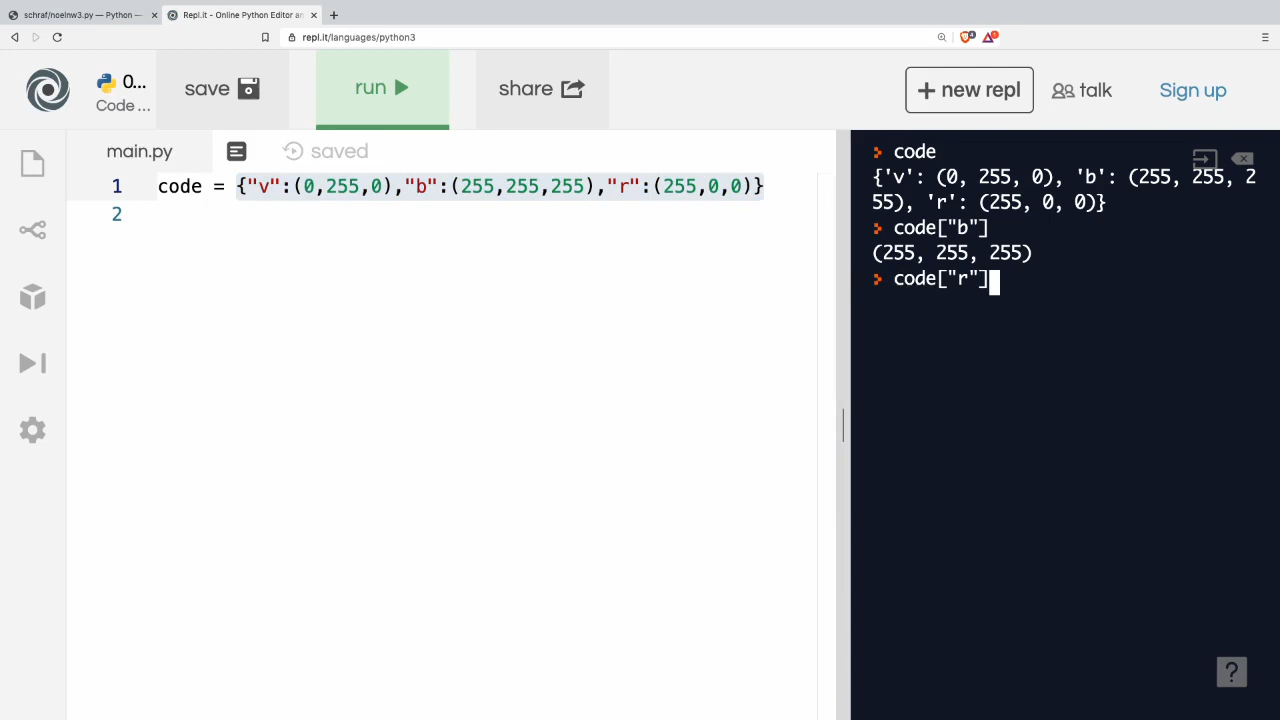 schraf/noelnw3.py — Python —
Repl.it - Online Python Editor an
repl.it/languages/python3
0...
Code ...
save
run
share
+ new repl
talk
Sign up
main.py
saved
1 code = {"v":(0,255,0),"b":(255,255,255),"r":(255,0,0)}
2
code
{'v': (0, 255, 0), 'b': (255, 255, 2
55), 'r': (255, 0, 0)}
code["b"]
(255, 255, 255)
code["r"]
?